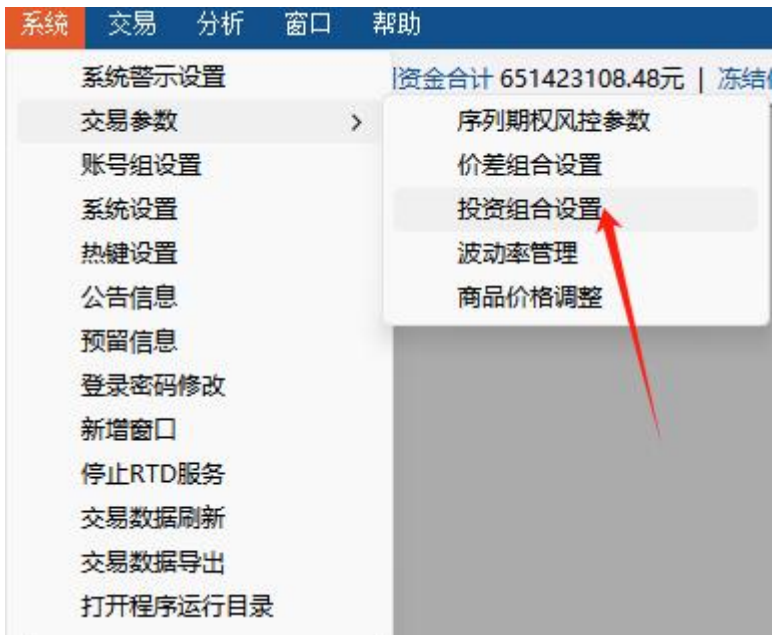 系统 交易 分析 窗口 帮助
系统警示设置
资金合计 651423108.48元 | 冻结
交易参数 >
序列期权风控参数
账号组设置
价差组合设置
系统设置
投资组合设置
热键设置
波动率管理
公告信息
商品价格调整
预留信息
登录密码修改
新增窗口
停止RTD服务
交易数据刷新
交易数据导出
打开程序运行目录